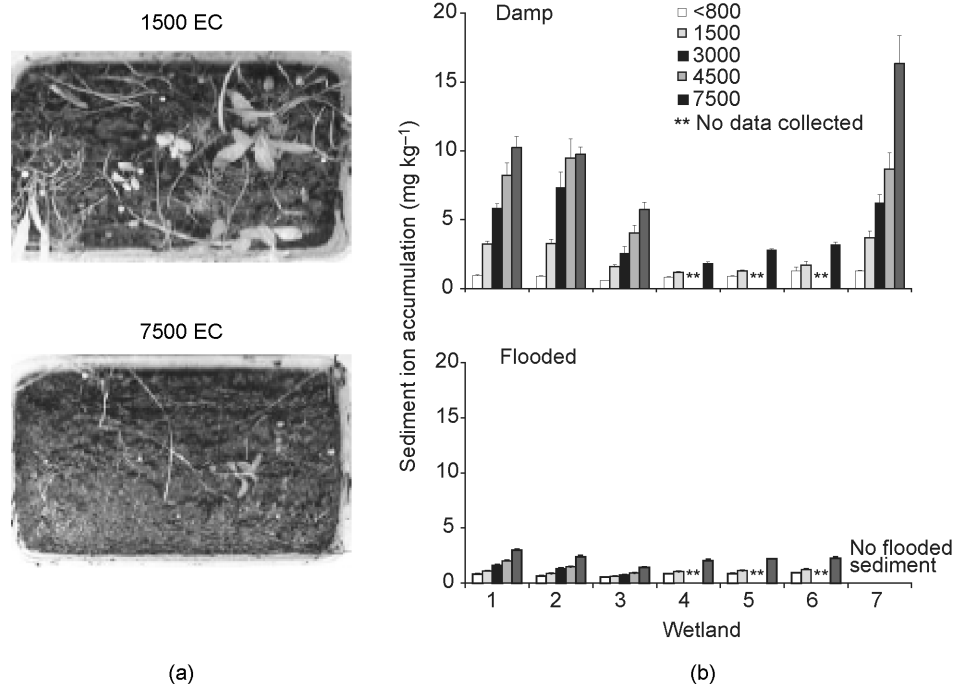 1500 EC
7500 EC
(a)
Damp
<800
1500
3000
4500
7500
** No data collected
Sediment ion accumulation (mg kg⁻¹)
20
15
10
5
0
** ** **
Flooded
20
15
10
5
0
** ** **
No flooded
sediment
1 2 3 4 5 6 7
Wetland
(b)